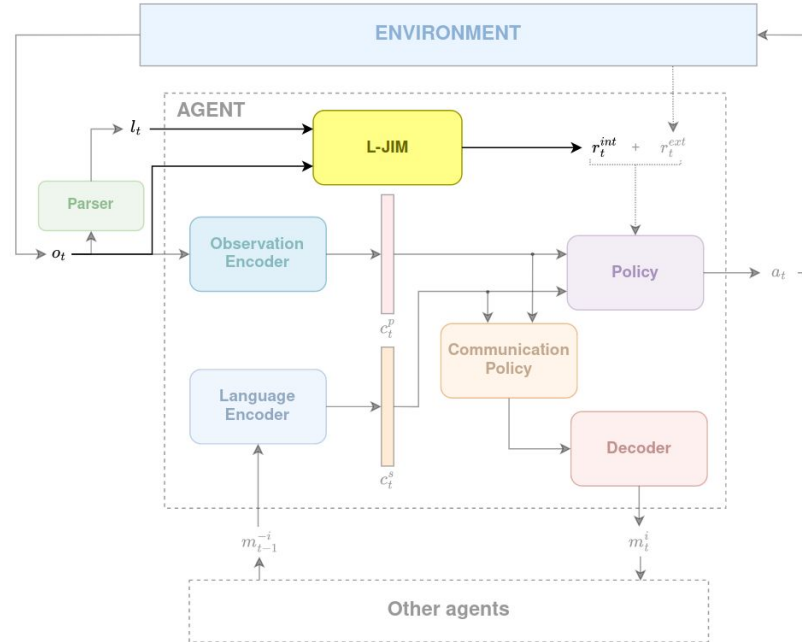 ENVIRONMENT
AGENT
l_t
L-JIM
r_t^{int} + r_t^{ext}
Parser
o_t
Observation
Encoder
Policy
a_t
c_t^p
Communication
Policy
Language
Encoder
Decoder
c_t^s
m_{t-1}^{-i}
m_t^i
Other agents